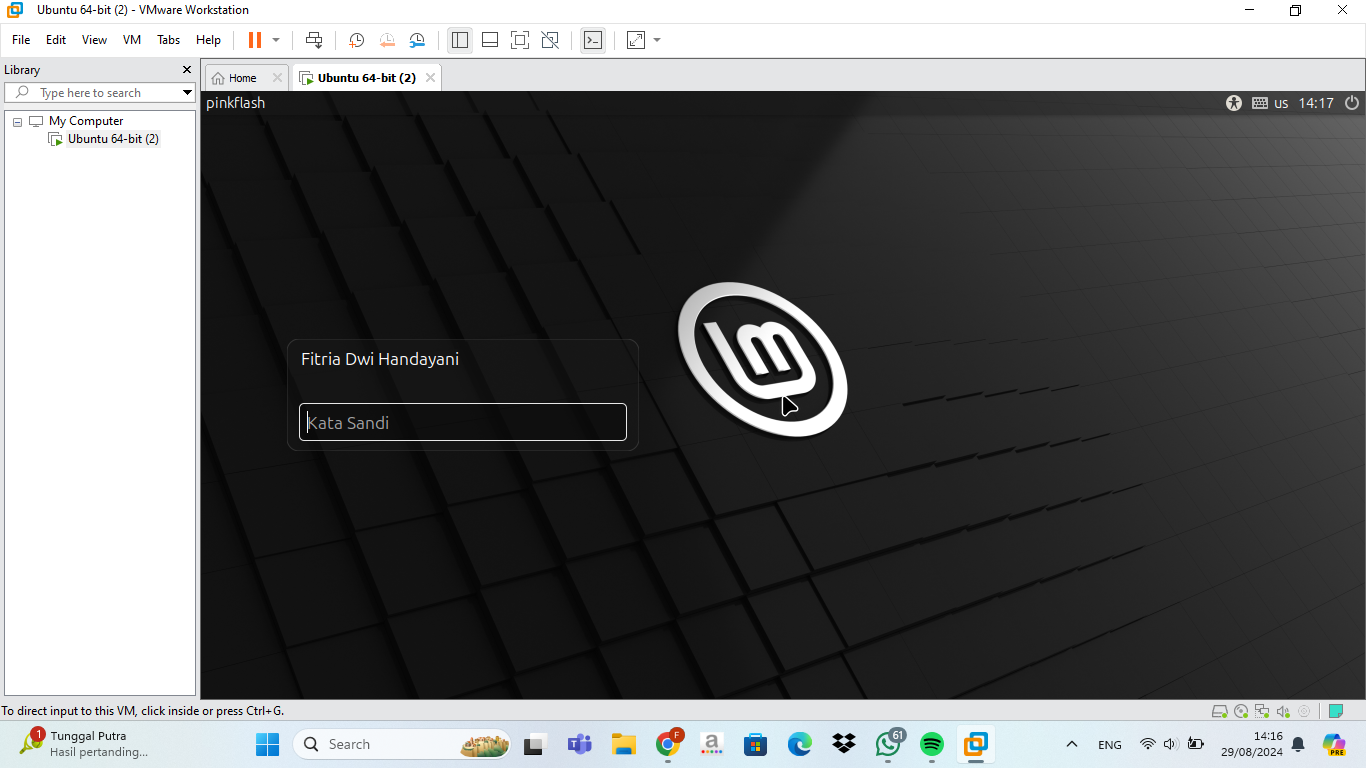 Ubuntu 64-bit (2) - VMware Workstation
File Edit View VM Tabs Help
Library
Home
Ubuntu 64-bit (2)
Type here to search
pinkflash
us 14:17
My Computer
Ubuntu 64-bit (2)
Fitria Dwi Handayani
Kata Sandi
To direct input to this VM, click inside or press Ctrl+G.
1
Tunggal Putra
Hasil pertanding...
Search
F
a
61
ENG
14:16
29/08/2024
PRE